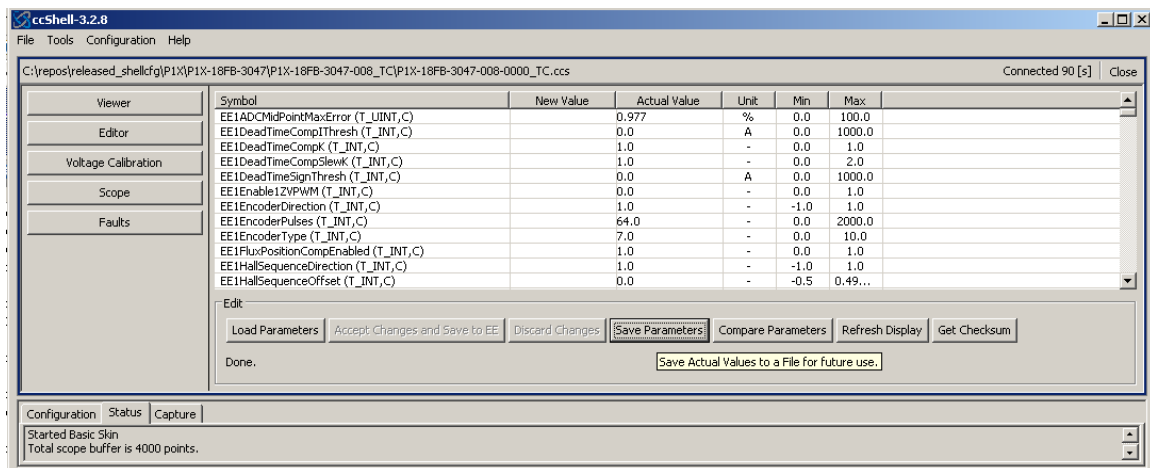 ccShell-3.2.8
File Tools Configuration Help
C:\repos\released_shellcfg\P1X\P1X-18FB-3047\P1X-18FB-3047-008_TC\P1X-18FB-3047-008-0000_TC.ccs Connected 90 [s] Close
Viewer
Editor
Voltage Calibration
Scope
Faults
Symbol New Value Actual Value Unit Min Max
EE1ADCMidPointMaxError (T_UINT,C) 0.977 % 0.0 100.0
EE1DeadTimeCompIThresh (T_INT,C) 0.0 A 0.0 1000.0
EE1DeadTimeCompK (T_INT,C) 1.0 - 0.0 1.0
EE1DeadTimeCompSlewK (T_INT,C) 1.0 - 0.0 2.0
EE1DeadTimeSignThresh (T_INT,C) 0.0 A 0.0 1000.0
EE1Enable1ZVPWM (T_INT,C) 0.0 - 0.0 1.0
EE1EncoderDirection (T_INT,C) 1.0 - -1.0 1.0
EE1EncoderPulses (T_INT,C) 64.0 - 0.0 2000.0
EE1EncoderType (T_INT,C) 7.0 - 0.0 10.0
EE1FluxPositionCompEnabled (T_INT,C) 1.0 - 0.0 1.0
EE1HallSequenceDirection (T_INT,C) 1.0 - -1.0 1.0
EE1HallSequenceOffset (T_INT,C) 0.0 - -0.5 0.49...
Edit
Load Parameters Accept Changes and Save to EE Discard Changes Save Parameters Compare Parameters Refresh Display Get Checksum
Done. Save Actual Values to a File for future use.
Configuration Status Capture
Started Basic Skin
Total scope buffer is 4000 points.